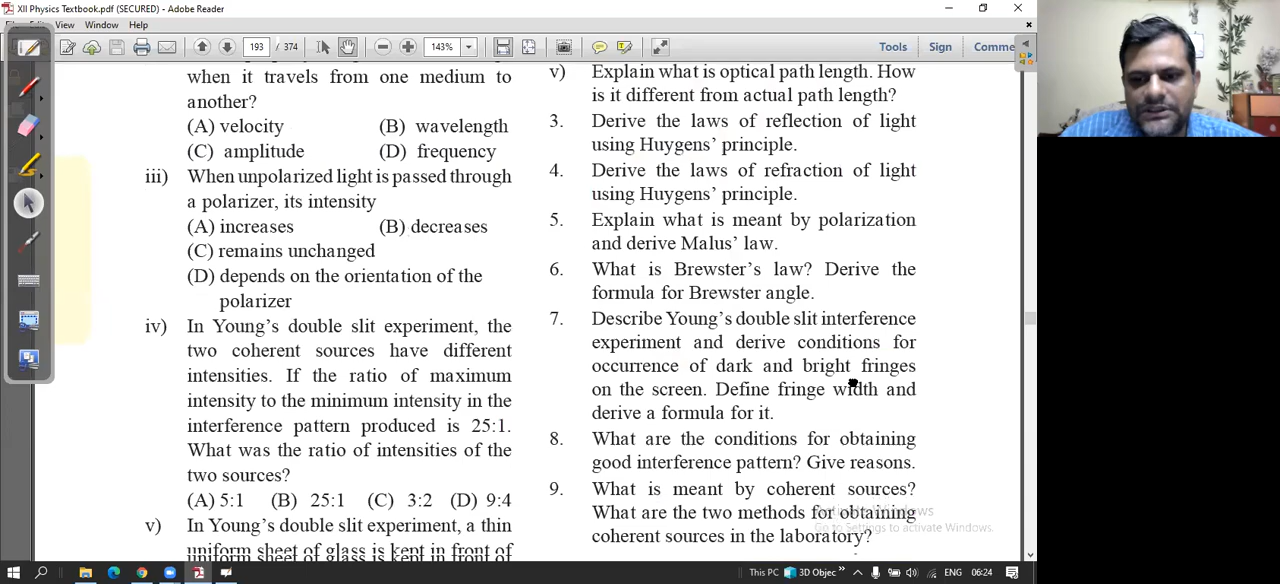 XII Physics Textbook.pdf (SECURED) - Adobe Reader
View Window Help
193 / 374 143% Tools Sign Comme
when it travels from one medium to
another?
(A) velocity (B) wavelength
(C) amplitude (D) frequency
iii) When unpolarized light is passed through
a polarizer, its intensity
(A) increases (B) decreases
(C) remains unchanged
(D) depends on the orientation of the
polarizer
iv) In Young's double slit experiment, the
two coherent sources have different
intensities. If the ratio of maximum
intensity to the minimum intensity in the
interference pattern produced is 25:1.
What was the ratio of intensities of the
two sources?
(A) 5:1 (B) 25:1 (C) 3:2 (D) 9:4
v) In Young's double slit experiment, a thin
uniform sheet of glass is kept in front of
v) Explain what is optical path length. How
is it different from actual path length?
3. Derive the laws of reflection of light
using Huygens' principle.
4. Derive the laws of refraction of light
using Huygens' principle.
5. Explain what is meant by polarization
and derive Malus' law.
6. What is Brewster's law? Derive the
formula for Brewster angle.
7. Describe Young's double slit interference
experiment and derive conditions for
occurrence of dark and bright fringes
on the screen. Define fringe width and
derive a formula for it.
8. What are the conditions for obtaining
good interference pattern? Give reasons.
9. What is meant by coherent sources?
What are the two methods for obtaining
coherent sources in the laboratory?
Activate Windows
Go to Settings to activate Windows.
This PC 3D Objec » ENG 06:24